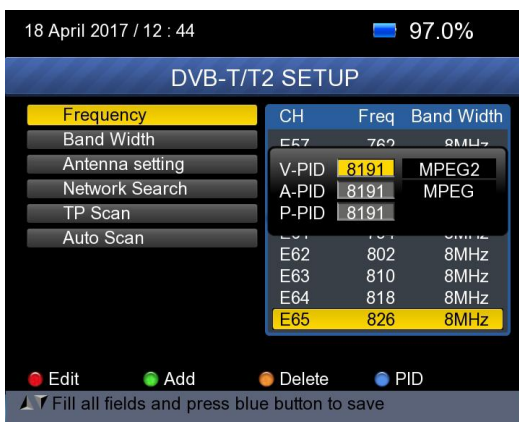 18 April 2017 / 12 : 44 97.0%
DVB-T/T2 SETUP
Frequency
Band Width
Antenna setting
Network Search
TP Scan
Auto Scan
CH Freq Band Width
E57 762 8MHz
V-PID 8191 MPEG2
A-PID 8191 MPEG
P-PID 8191
E62 802 8MHz
E63 810 8MHz
E64 818 8MHz
E65 826 8MHz
Edit Add Delete PID
Fill all fields and press blue button to save